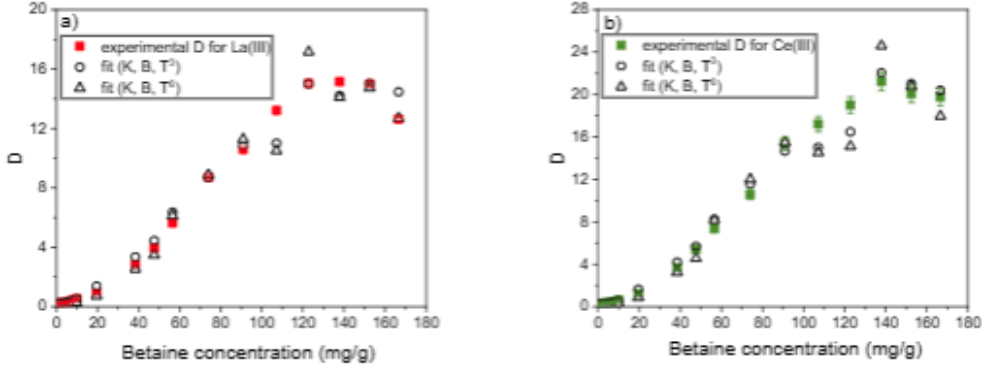 a)
experimental D for La(III)
fit (K, B, T³)
fit (K, B, T⁶)
D
20
16
12
8
4
0
0 20 40 60 80 100 120 140 160 180
Betaine concentration (mg/g)
b)
experimental D for Ce(III)
fit (K, B, T³)
fit (K, B, T⁶)
D
28
24
20
16
12
8
4
0
0 20 40 60 80 100 120 140 160 180
Betaine concentration (mg/g)